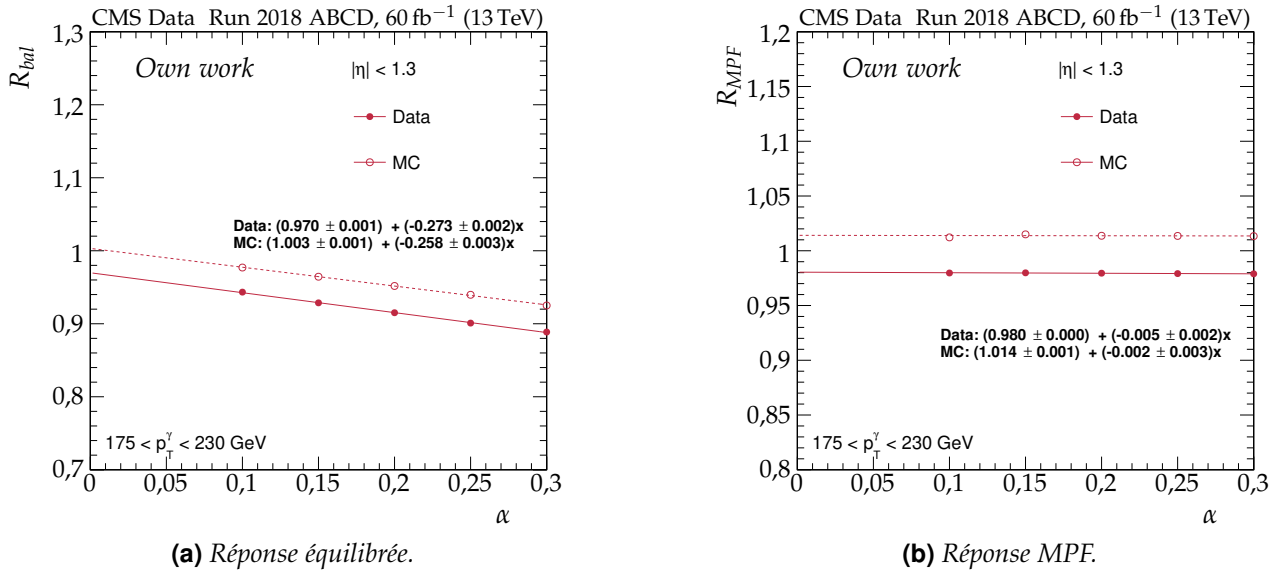 CMS Data Run 2018 ABCD, 60 fb⁻¹ (13 TeV)
R_bal
1,3
1,2
1,1
1
0,9
0,8
0,7
Own work
|η| < 1.3
Data
MC
Data: (0.970 ± 0.001) + (-0.273 ± 0.002)x
MC: (1.003 ± 0.001) + (-0.258 ± 0.003)x
175 < p_T^γ < 230 GeV
0 0,05 0,1 0,15 0,2 0,25 0,3
α
(a) Réponse équilibrée.
CMS Data Run 2018 ABCD, 60 fb⁻¹ (13 TeV)
R_MPF
1,2
1,15
1,1
1,05
1
0,95
0,9
0,85
0,8
Own work
|η| < 1.3
Data
MC
Data: (0.980 ± 0.000) + (-0.005 ± 0.002)x
MC: (1.014 ± 0.001) + (-0.002 ± 0.003)x
175 < p_T^γ < 230 GeV
0 0,05 0,1 0,15 0,2 0,25 0,3
α
(b) Réponse MPF.